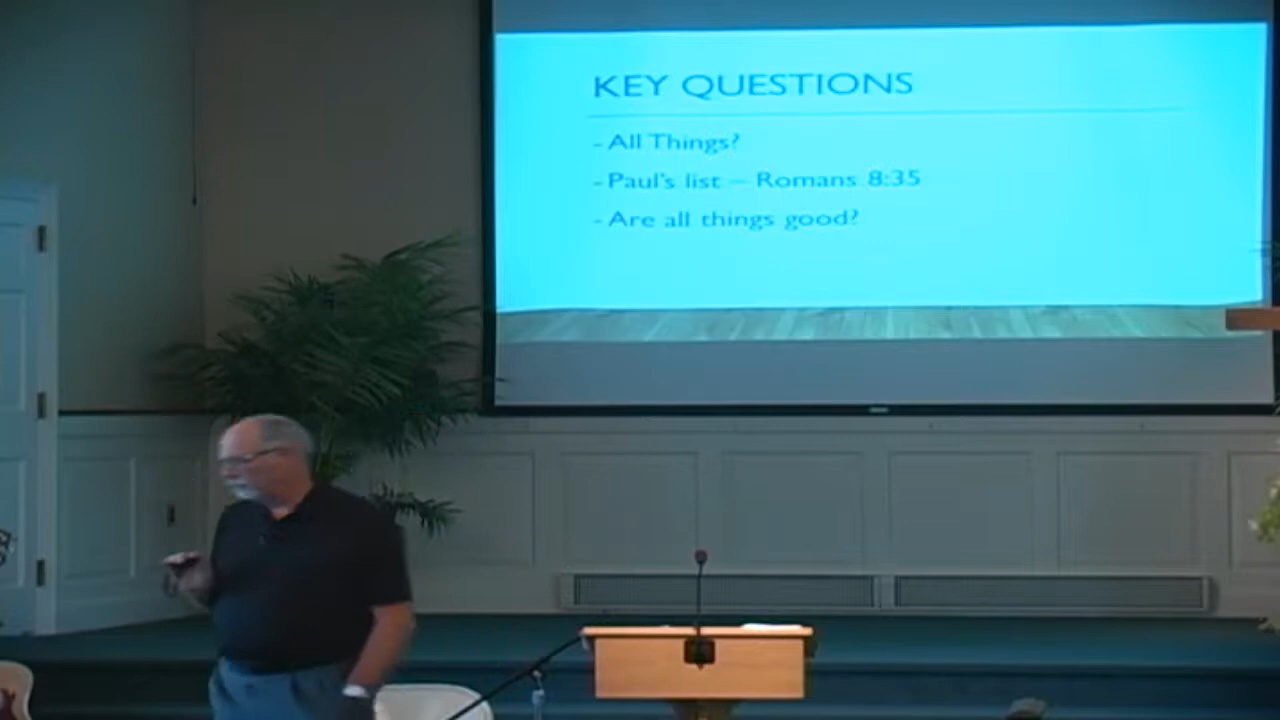 KEY QUESTIONS
- All Things?
- Paul's list – Romans 8:35
- Are all things good?